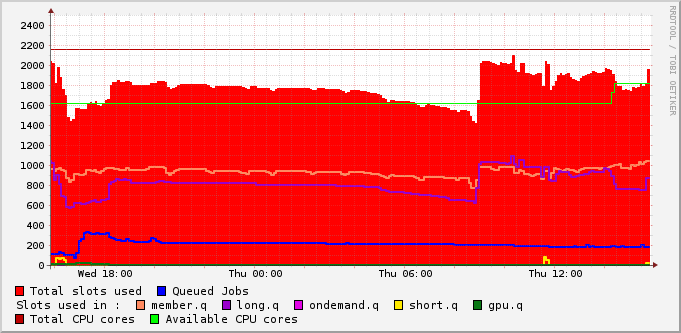 RRDTOOL / TOBI OETIKER
2400
2200
2000
1800
1600
1400
1200
1000
800
600
400
200
0
Wed 18:00 Thu 00:00 Thu 06:00 Thu 12:00
Total slots used Queued Jobs
Slots used in : member.q long.q ondemand.q short.q gpu.q
Total CPU cores Available CPU cores